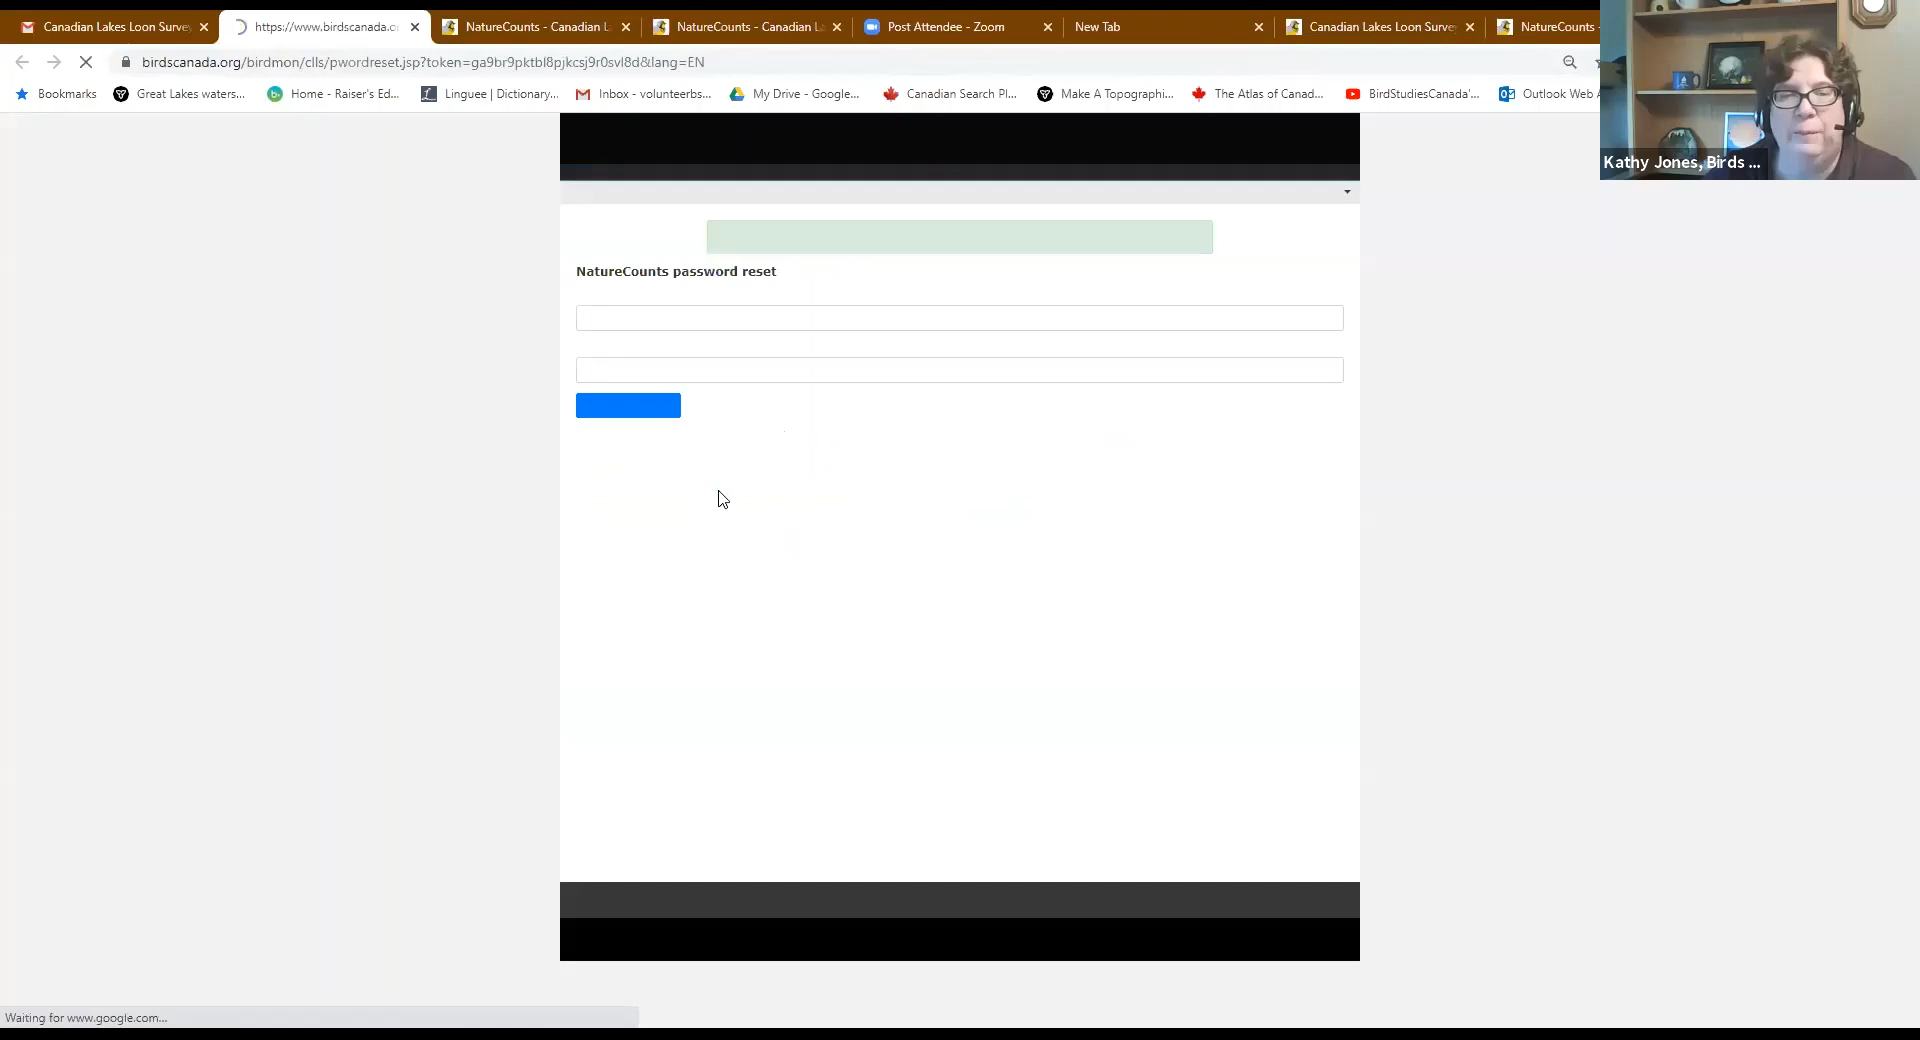 Canadian Lakes Loon Surve
https://www.birdscanada.o
NatureCounts - Canadian L
NatureCounts - Canadian L
Post Attendee - Zoom
New Tab
Canadian Lakes Loon Surve
NatureCounts -
birdscanada.org/birdmon/clls/pwordreset.jsp?token=ga9br9pktbl8pjkcsj9r0svl8d&lang=EN
Bookmarks
Great Lakes waters...
Home - Raiser's Ed...
Linguee | Dictionary...
Inbox - volunteerbs...
My Drive - Google...
Canadian Search Pl...
Make A Topographi...
The Atlas of Canad...
BirdStudiesCanada'...
Outlook Web A
Kathy Jones, Birds ...
NatureCounts password reset
Waiting for www.google.com...